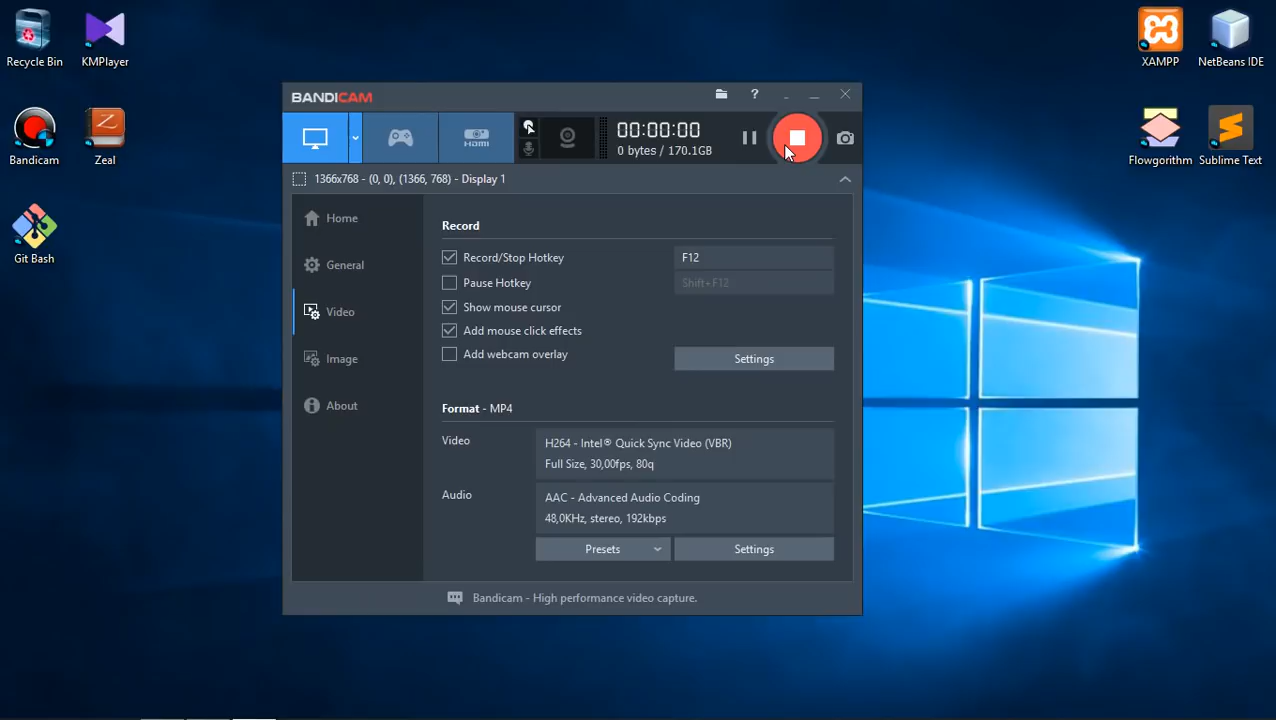 Recycle Bin
KMPlayer
Bandicam
Zeal
Git Bash
XAMPP
NetBeans IDE
Flowgorithm
Sublime Text
BANDICAM
?
HDMI
00:00:00
0 bytes / 170.1GB
1366x768 - (0, 0), (1366, 768) - Display 1
Home
General
Video
Image
About
Record
Record/Stop Hotkey
F12
Pause Hotkey
Shift+F12
Show mouse cursor
Add mouse click effects
Add webcam overlay
Settings
Format - MP4
Video
H264 - Intel® Quick Sync Video (VBR)
Full Size, 30,00fps, 80q
Audio
AAC - Advanced Audio Coding
48,0KHz, stereo, 192kbps
Presets
Settings
Bandicam - High performance video capture.